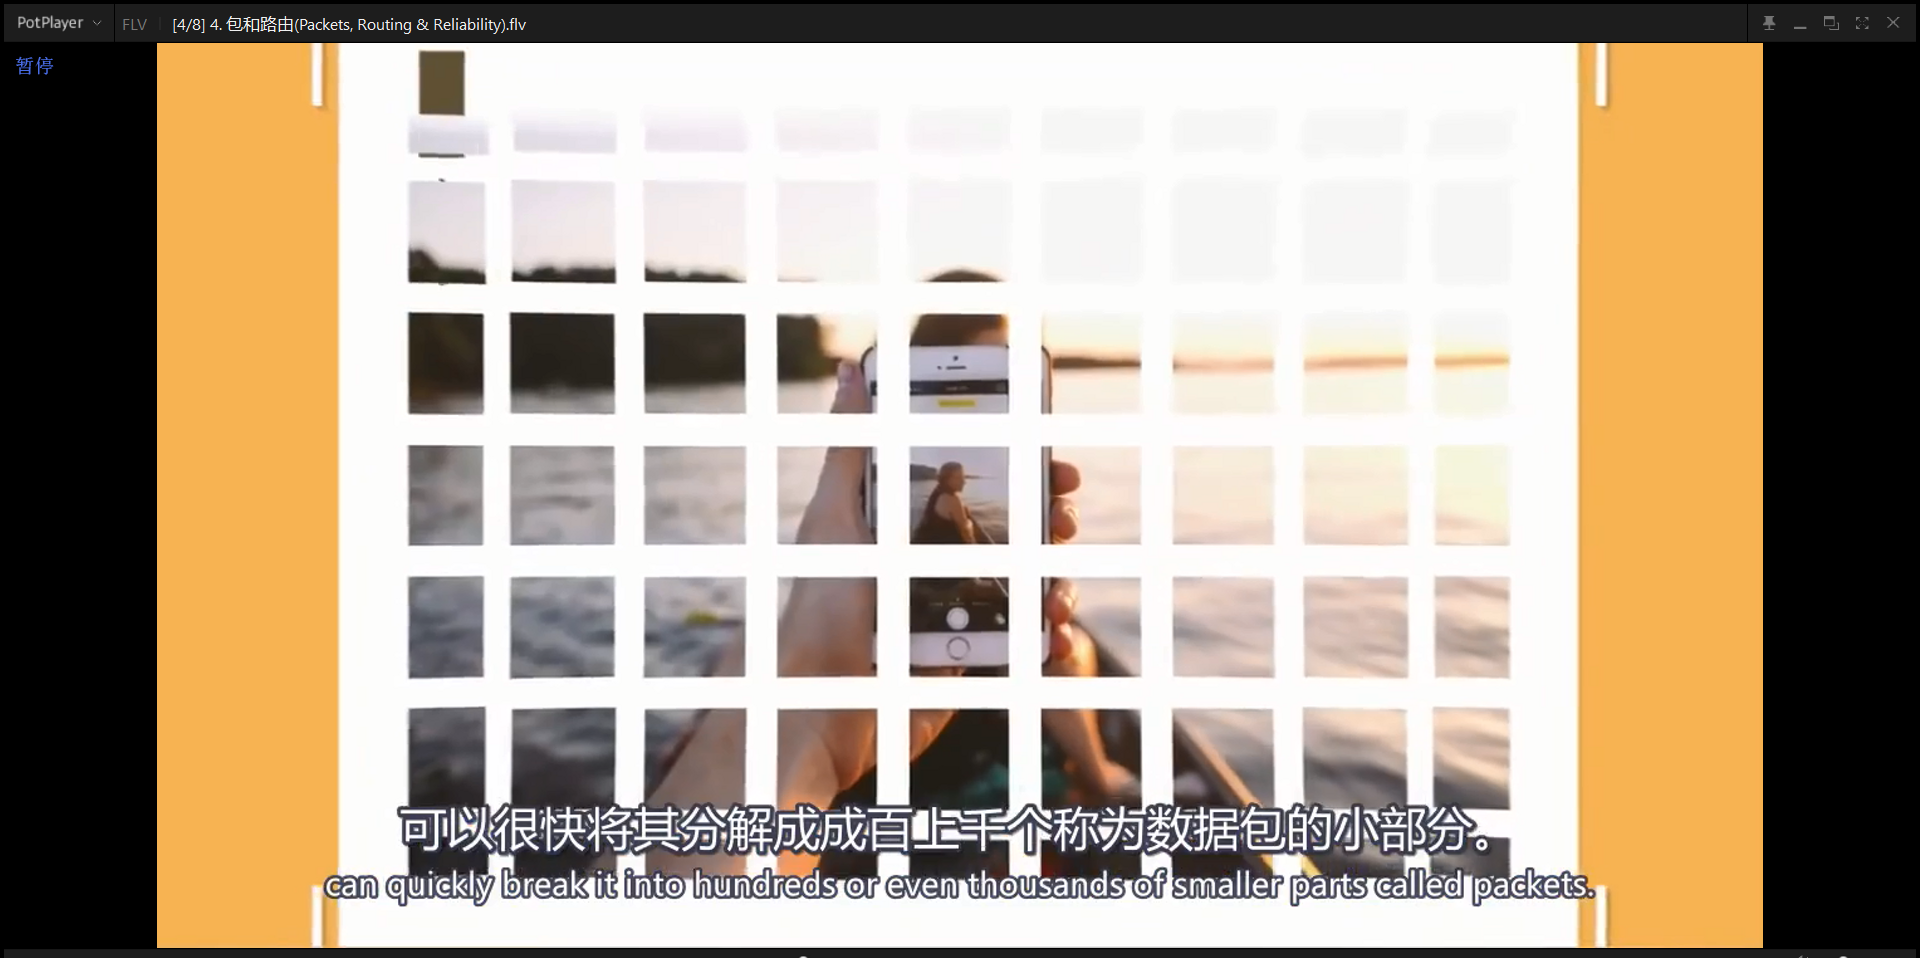 PotPlayer
FLV
[4/8] 4. 包和路由(Packets, Routing & Reliability).flv
暂停
可以很快将其分解成成百上千个称为数据包的小部分。
can quickly break it into hundreds or even thousands of smaller parts called packets.